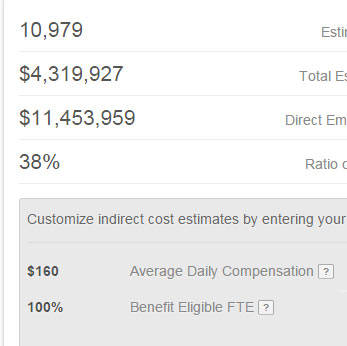 10,979 Esti
$4,319,927 Total Es
$11,453,959 Direct Em
38% Ratio
Customize indirect cost estimates by entering your
$160 Average Daily Compensation ?
100% Benefit Eligible FTE ?